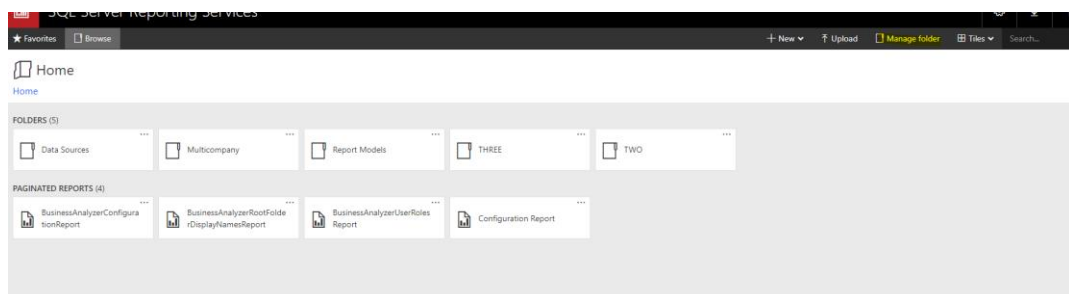 SQL Server Reporting Services
Favorites Browse + New Upload Manage folder Tiles Search...
Home
Home
FOLDERS (5)
Data Sources Multicompany Report Models THREE TWO
PAGINATED REPORTS (4)
BusinessAnalyzerConfigura BusinessAnalyzerRootFolde BusinessAnalyzerUserRoles Configuration Report
tionReport rDisplayNamesReport Report